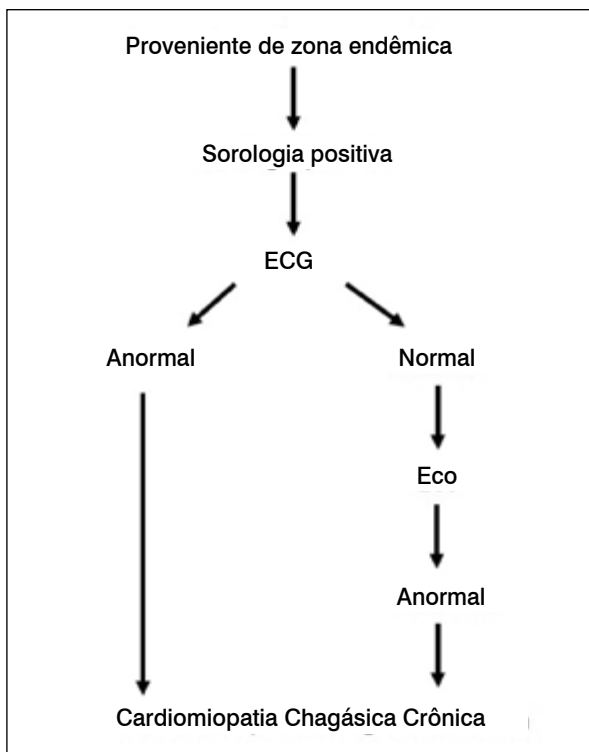 Proveniente de zona endêmica
Sorologia positiva
ECG
Anormal
Normal
Eco
Anormal
Cardiomiopatia Chagásica Crônica